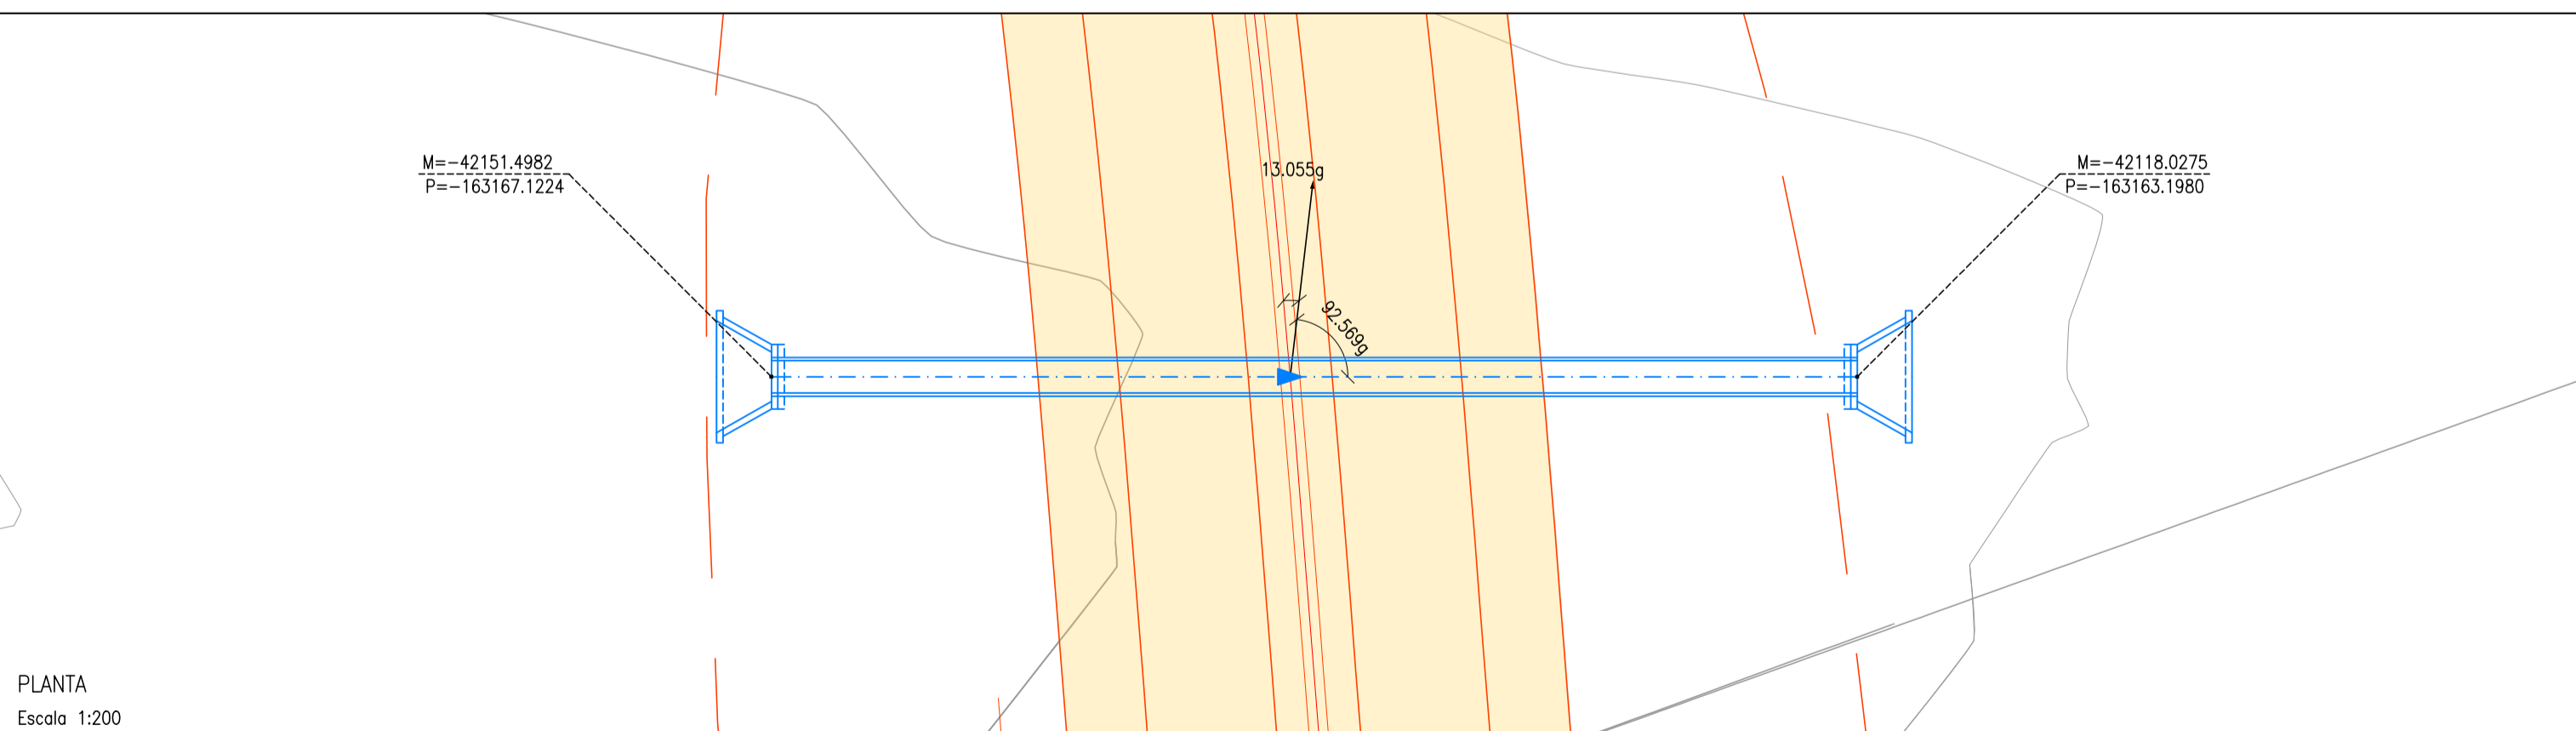 M=-42151.4982
P=-163167.1224
13.055g
92.569g
M=-42118.0275
P=-163163.1980
PLANTA
Escala 1:200